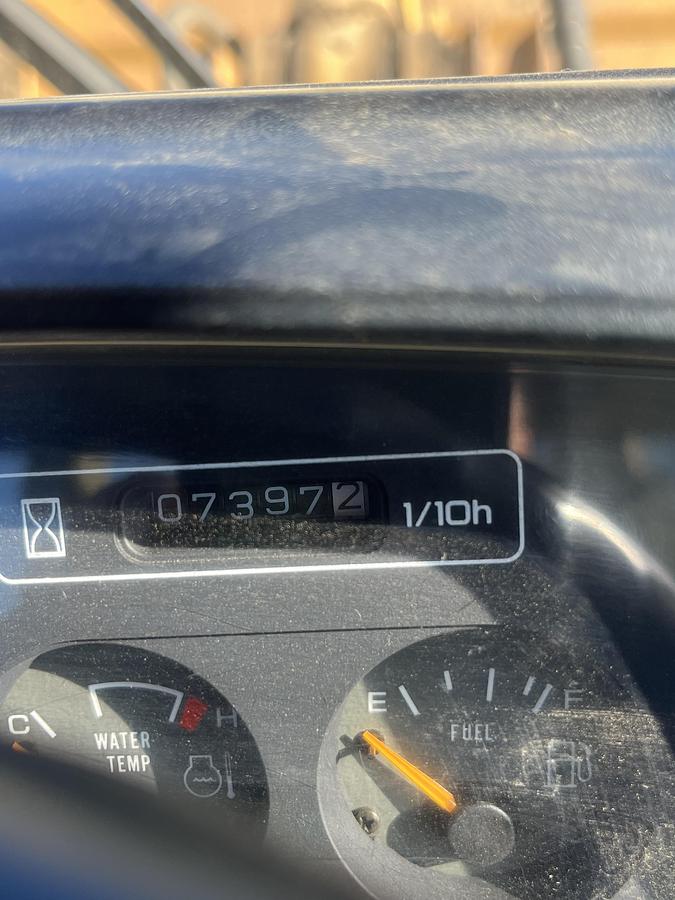 073972 1/10h
E F
FUEL
C H
WATER
TEMP